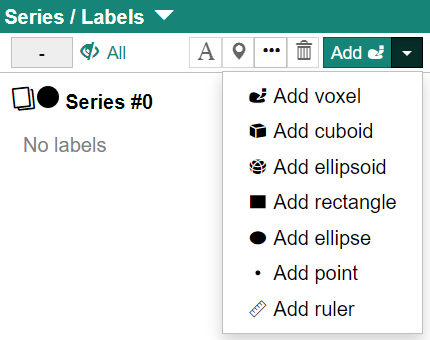 Series / Labels
- All A ••• Add
Series #0
No labels
Add voxel
Add cuboid
Add ellipsoid
Add rectangle
Add ellipse
Add point
Add ruler